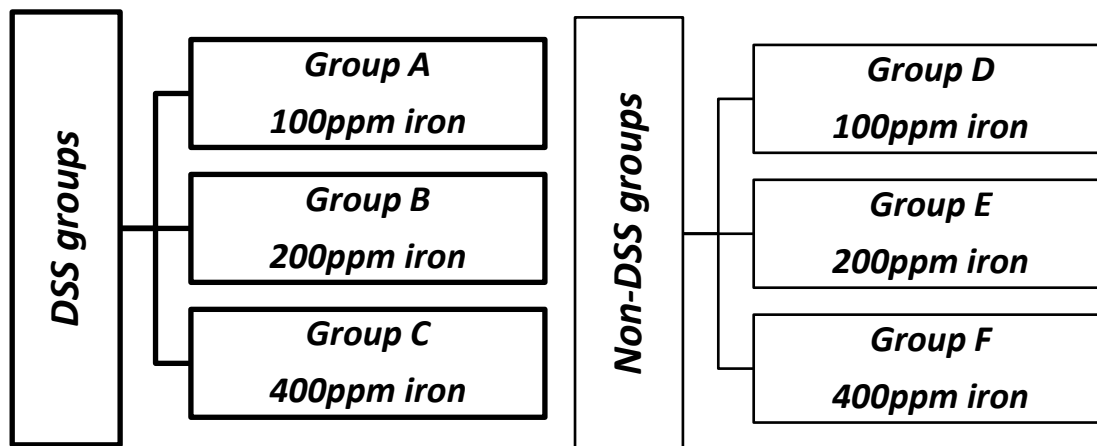 DSS groups
Group A
100ppm iron
Group B
200ppm iron
Group C
400ppm iron
Non-DSS groups
Group D
100ppm iron
Group E
200ppm iron
Group F
400ppm iron